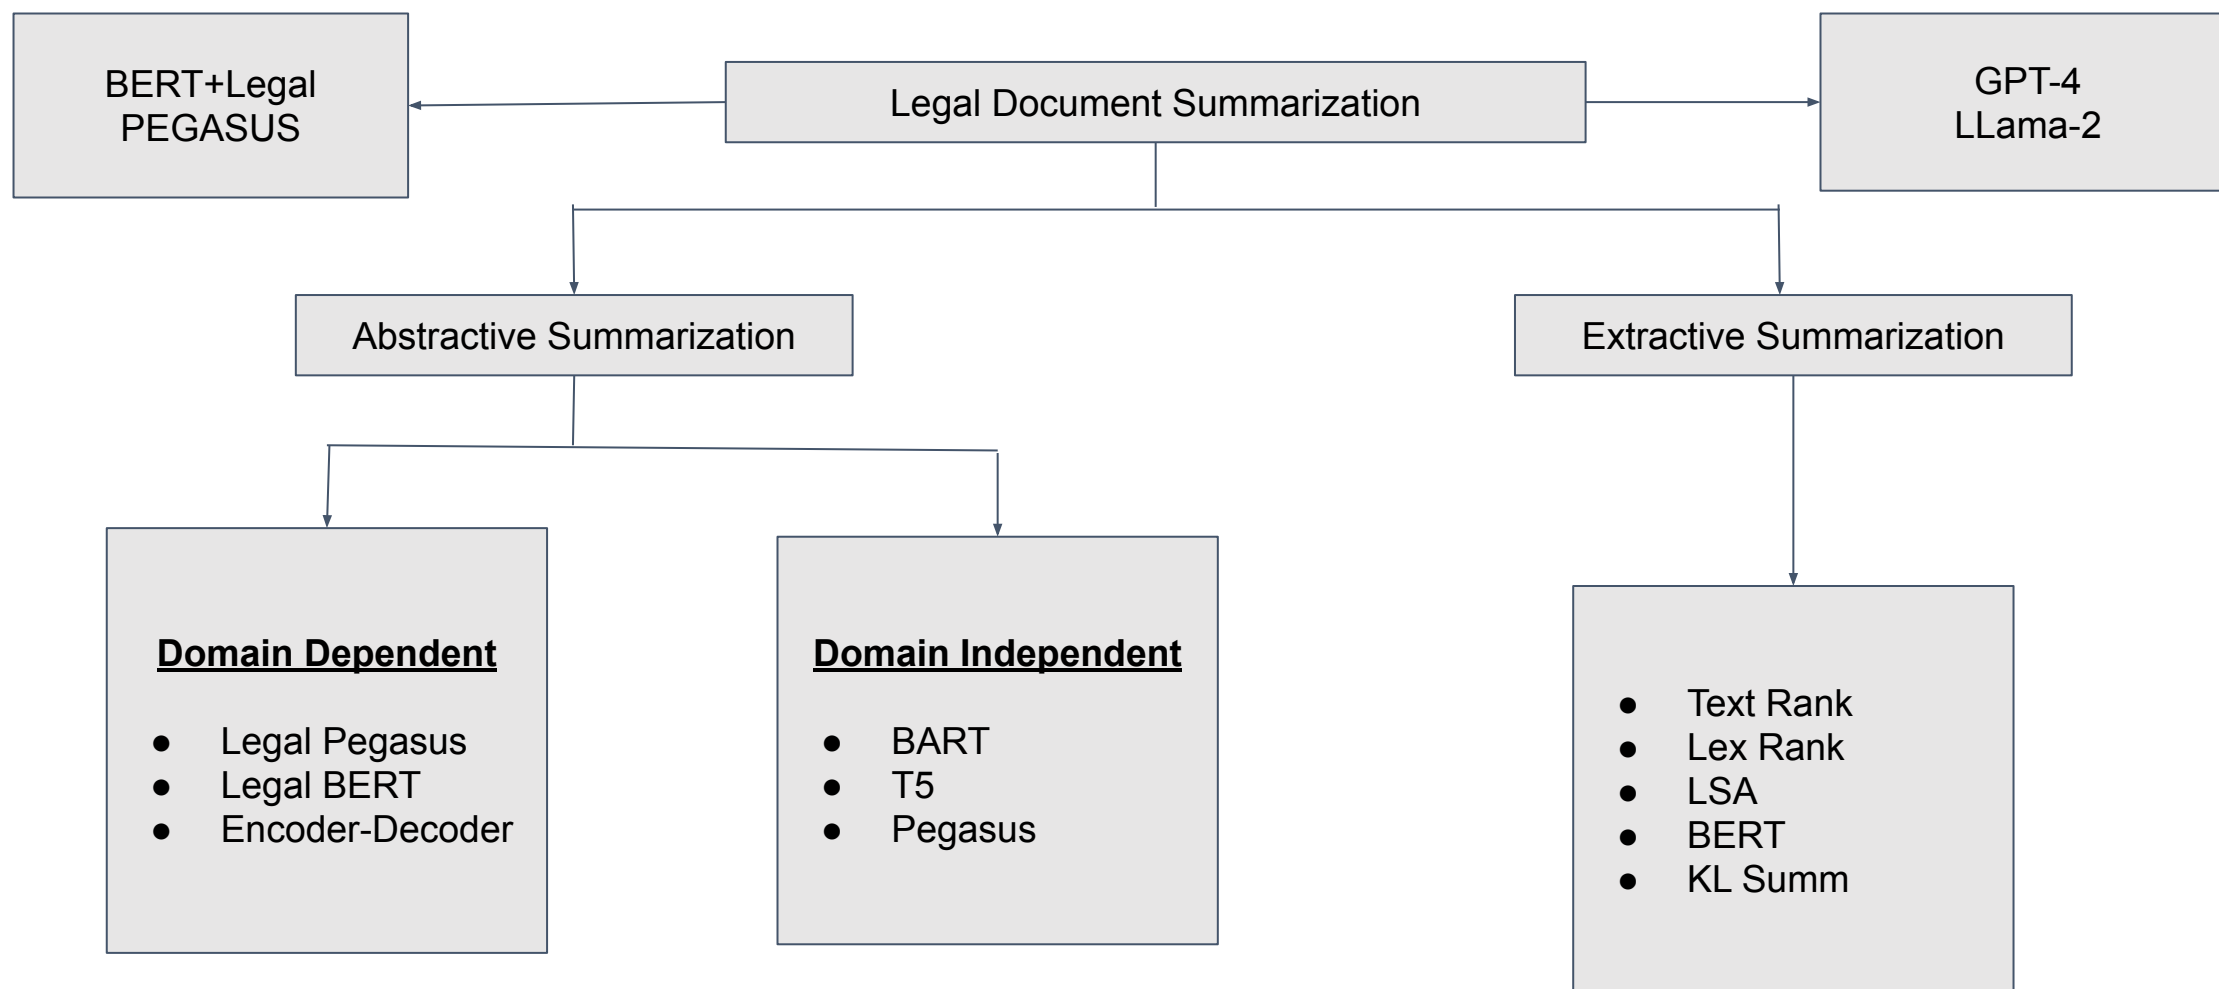 BERT+Legal
PEGASUS
Legal Document Summarization
GPT-4
LLama-2
Abstractive Summarization
Extractive Summarization
Domain Dependent
● Legal Pegasus
● Legal BERT
● Encoder-Decoder
Domain Independent
● BART
● T5
● Pegasus
● Text Rank
● Lex Rank
● LSA
● BERT
● KL Summ